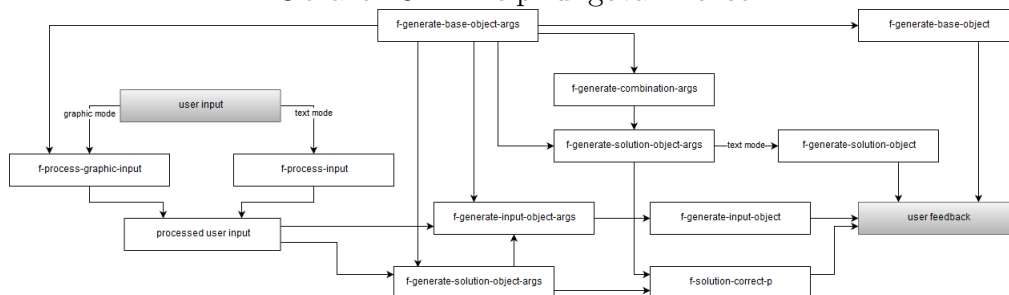 f-generate-base-object-args
f-generate-base-object
f-generate-combination-args
user input
graphic mode
text mode
f-process-graphic-input
f-process-input
f-generate-solution-object-args
text mode
f-generate-solution-object
processed user input
f-generate-input-object-args
f-generate-input-object
user feedback
f-generate-solution-object-args
f-solution-correct-p